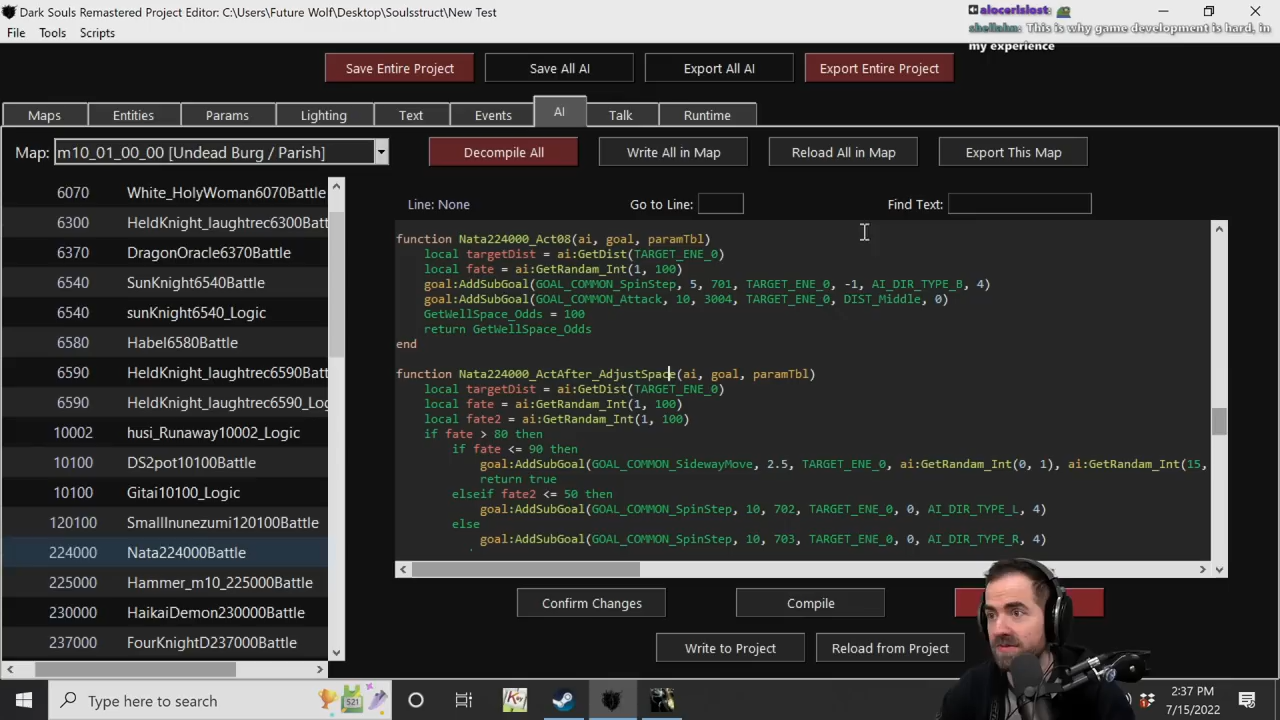 Dark Souls Remastered Project Editor: C:\Users\Future Wolf\Desktop\Soulsstruct\New Test
alocerislost:
shellahn: This is why game development is hard, in
my experience
File Tools Scripts
Save Entire Project Save All AI Export All AI Export Entire Project
Maps Entities Params Lighting Text Events AI Talk Runtime
Map: m10_01_00_00 [Undead Burg / Parish] Decompile All Write All in Map Reload All in Map Export This Map
Line: None Go to Line: Find Text:
6070 White_HolyWoman6070Battle
6300 HeldKnight_laughtrec6300Batt
6370 DragonOracle6370Battle
6540 SunKnight6540Battle
6540 sunKnight6540_Logic
6580 Habel6580Battle
6590 HeldKnight_laughtrec6590Batt
6590 HeldKnight_laughtrec6590_Log
10002 husi_Runaway10002_Logic
10100 DS2pot10100Battle
10100 Gitai10100_Logic
120100 SmallInunezumi120100Battle
224000 Nata224000Battle
225000 Hammer_m10_225000Battle
230000 HaikaiDemon230000Battle
237000 FourKnightD237000Battle
function Nata224000_Act08(ai, goal, paramTbl)
local targetDist = ai:GetDist(TARGET_ENE_0)
local fate = ai:GetRandam_Int(1, 100)
goal:AddSubGoal(GOAL_COMMON_SpinStep, 5, 701, TARGET_ENE_0, -1, AI_DIR_TYPE_B, 4)
goal:AddSubGoal(GOAL_COMMON_Attack, 10, 3004, TARGET_ENE_0, DIST_Middle, 0)
GetWellSpace_Odds = 100
return GetWellSpace_Odds
end
function Nata224000_ActAfter_AdjustSpace(ai, goal, paramTbl)
local targetDist = ai:GetDist(TARGET_ENE_0)
local fate = ai:GetRandam_Int(1, 100)
local fate2 = ai:GetRandam_Int(1, 100)
if fate > 80 then
if fate <= 90 then
goal:AddSubGoal(GOAL_COMMON_SidewayMove, 2.5, TARGET_ENE_0, ai:GetRandam_Int(0, 1), ai:GetRandam_Int(15,
return true
elseif fate2 <= 50 then
goal:AddSubGoal(GOAL_COMMON_SpinStep, 10, 702, TARGET_ENE_0, 0, AI_DIR_TYPE_L, 4)
else
goal:AddSubGoal(GOAL_COMMON_SpinStep, 10, 703, TARGET_ENE_0, 0, AI_DIR_TYPE_R, 4)
Confirm Changes Compile
Write to Project Reload from Project
Type here to search
521
Key
2:37 PM
7/15/2022